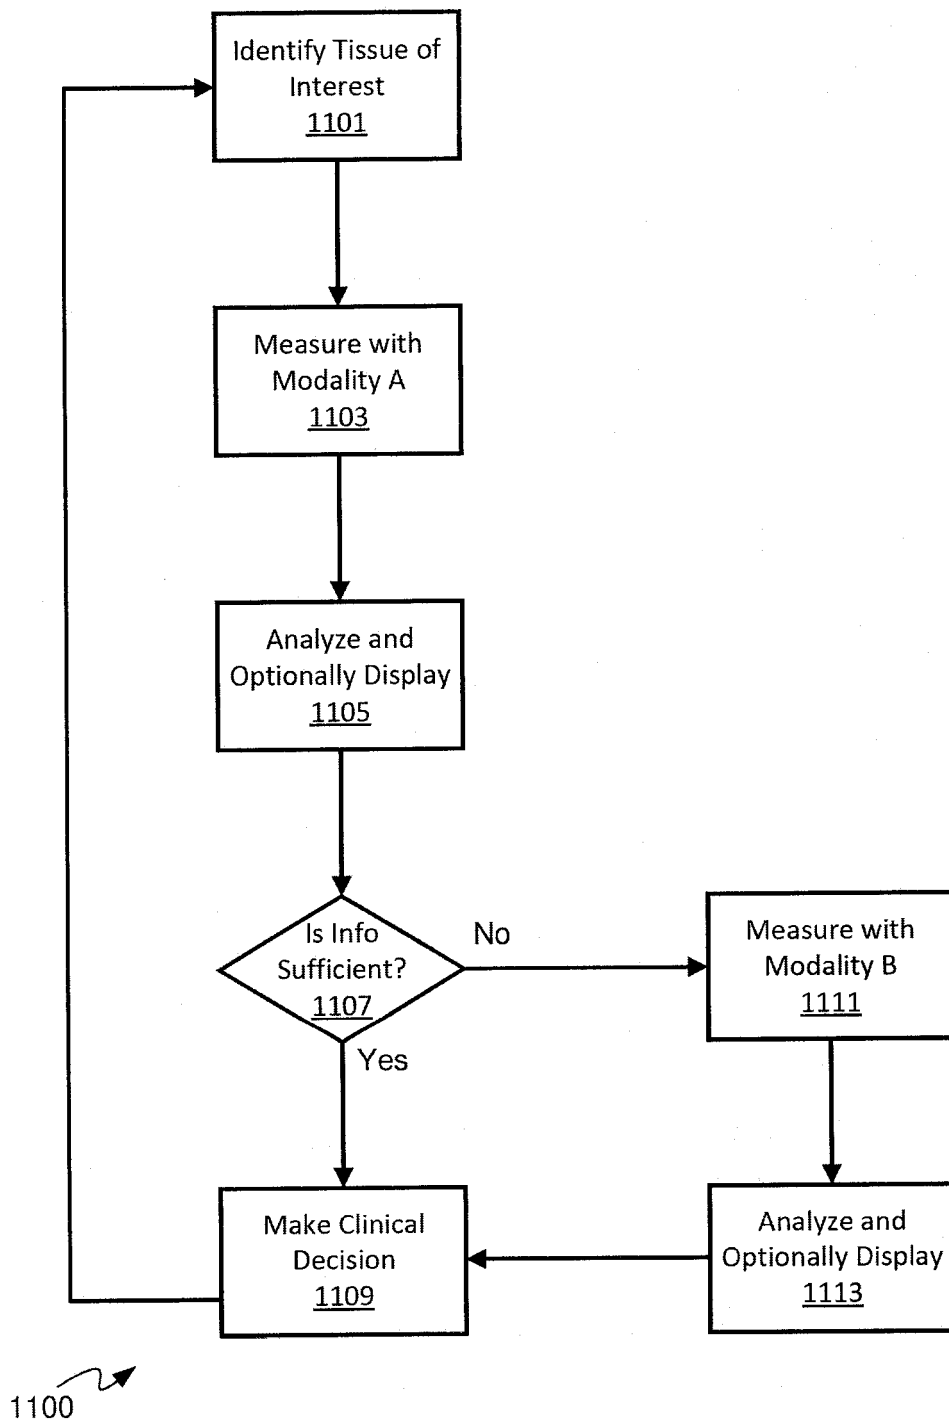 Identify Tissue of
Interest
1101
Measure with
Modality A
1103
Analyze and
Optionally Display
1105
Is Info
Sufficient?
1107
No
Yes
Measure with
Modality B
1111
Analyze and
Optionally Display
1113
Make Clinical
Decision
1109
1100